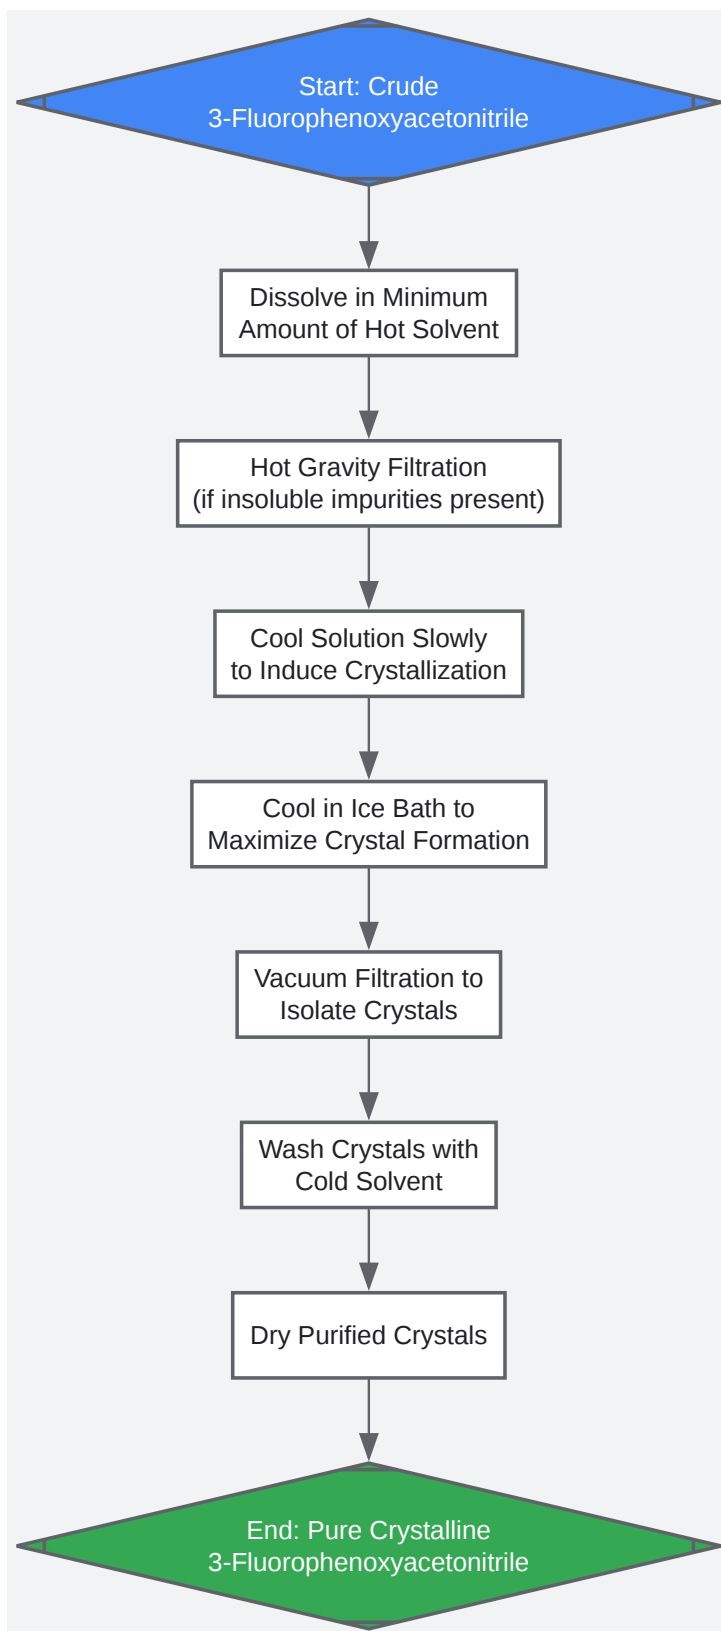 Start: Crude
3-Fluorophenoxyacetonitrile
Dissolve in Minimum
Amount of Hot Solvent
Hot Gravity Filtration
(if insoluble impurities present)
Cool Solution Slowly
to Induce Crystallization
Cool in Ice Bath to
Maximize Crystal Formation
Vacuum Filtration to
Isolate Crystals
Wash Crystals with
Cold Solvent
Dry Purified Crystals
End: Pure Crystalline
3-Fluorophenoxyacetonitrile